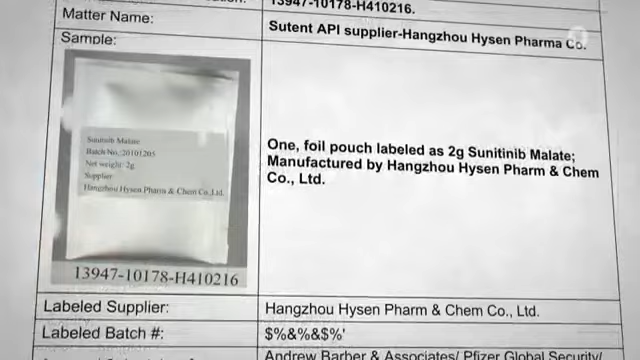 13947-10178-H410216.
Matter Name:
Sutent API supplier-Hangzhou Hysen Pharma Co.
Sample:
Sunitinib Malate
Batch No.:20101205
Net weight: 2g
Supplier
Hangzhou Hysen Pharm & Chem Co.,Ltd.
13947-10178-H410216
One, foil pouch labeled as 2g Sunitinib Malate;
Manufactured by Hangzhou Hysen Pharm & Chem
Co., Ltd.
Labeled Supplier:
Hangzhou Hysen Pharm & Chem Co., Ltd.
Labeled Batch #:
$%&%&$%'
Andrew Barber & Associates/ Pfizer Global Security/